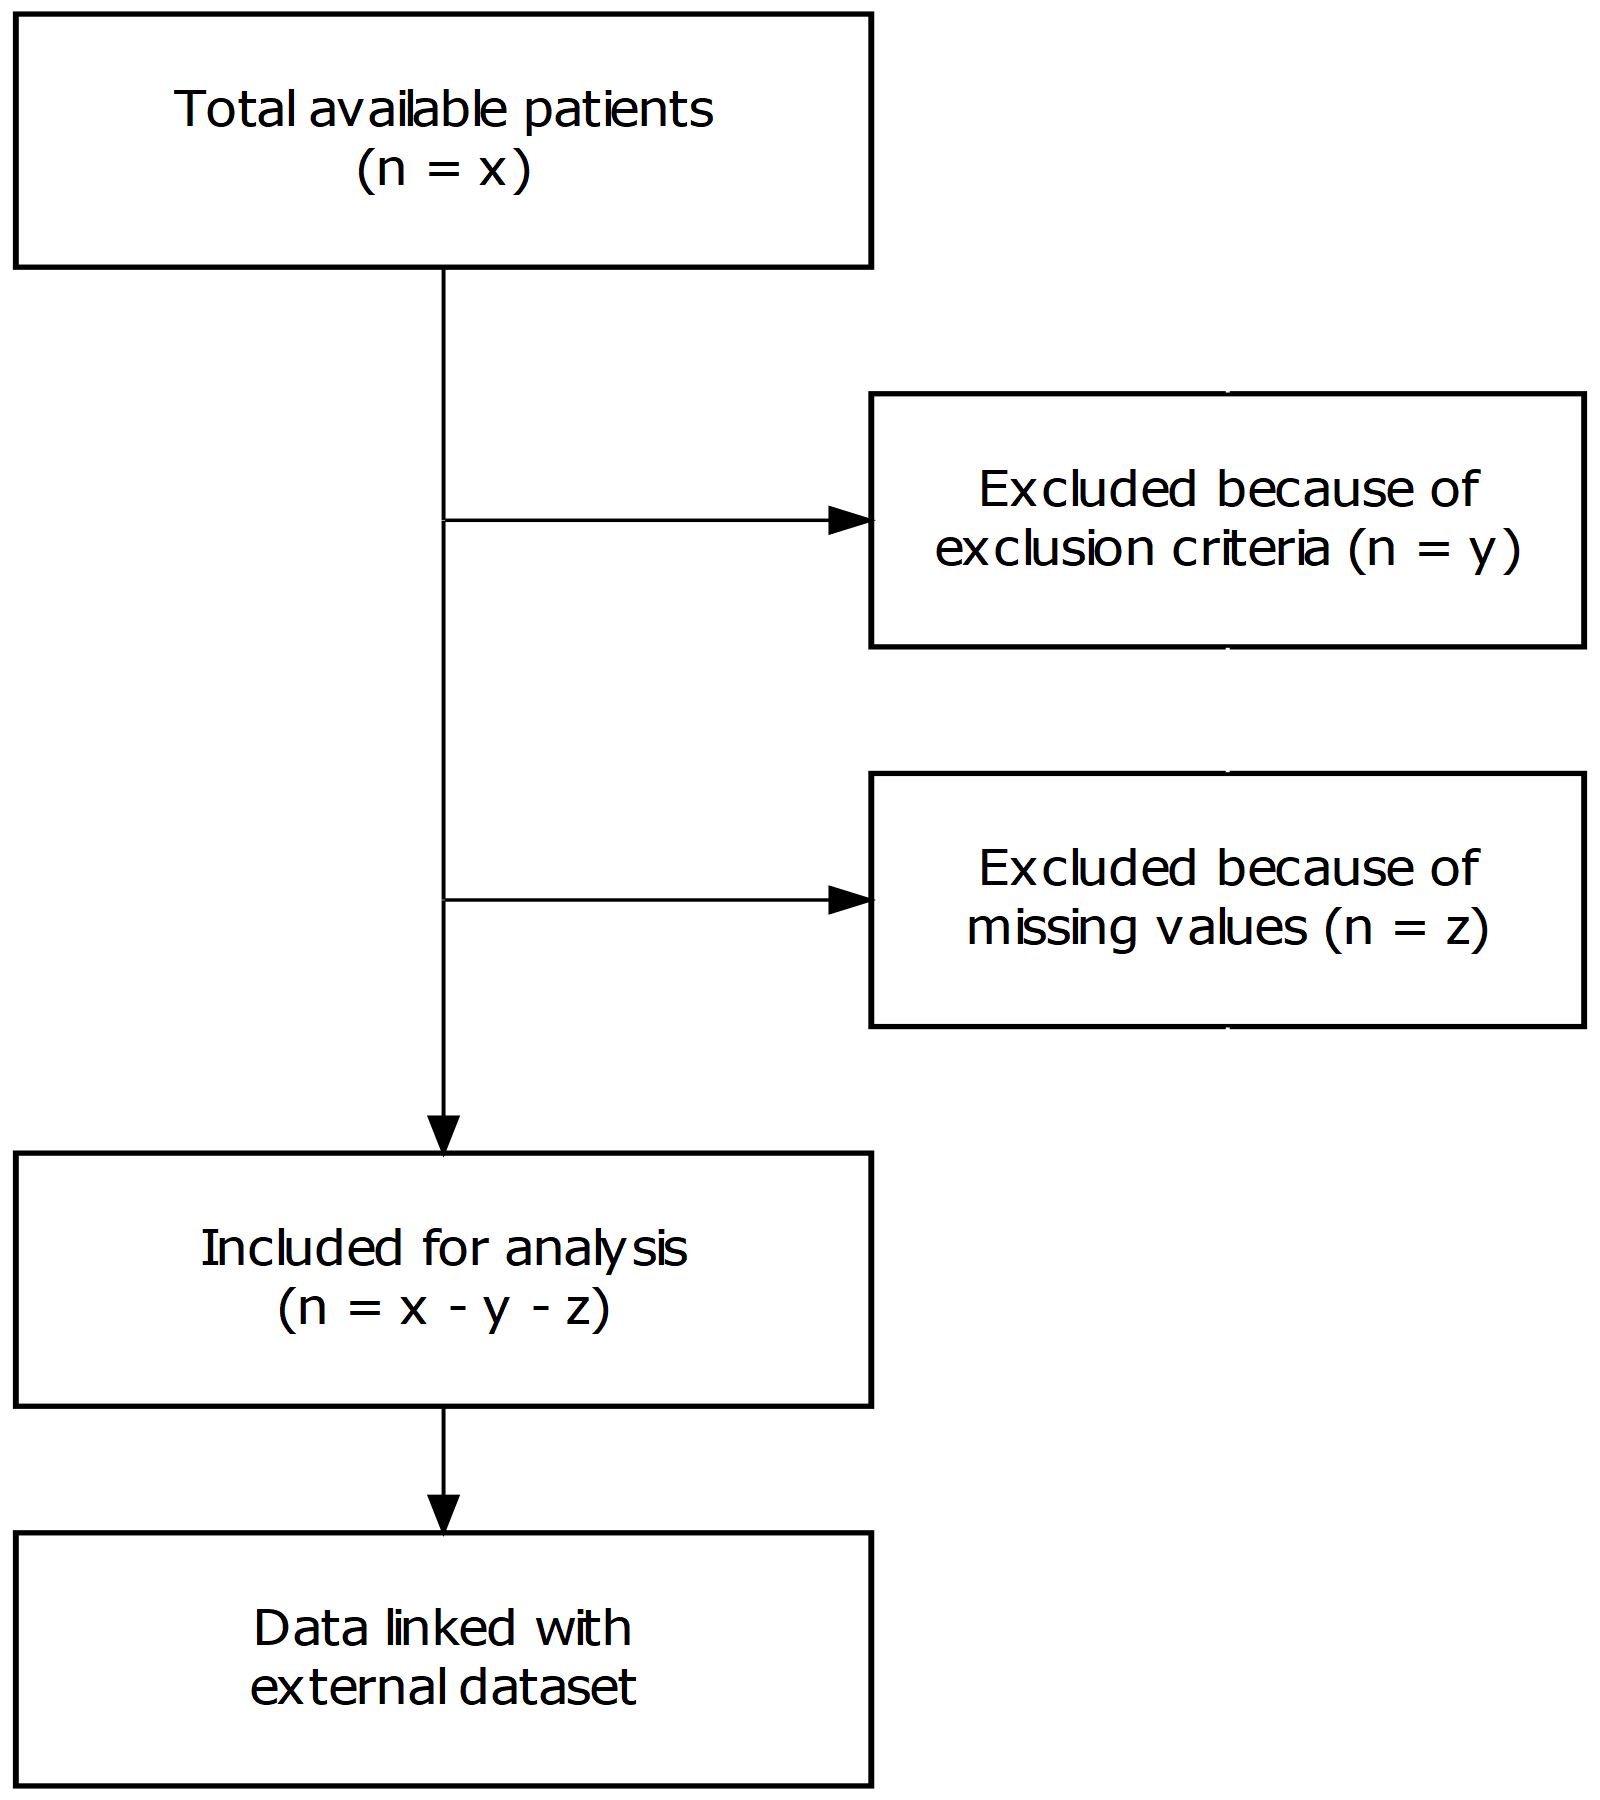 Total available patients
(n = x)
Excluded because of
exclusion criteria (n = y)
Excluded because of
missing values (n = z)
Included for analysis
(n = x - y - z)
Data linked with
external dataset